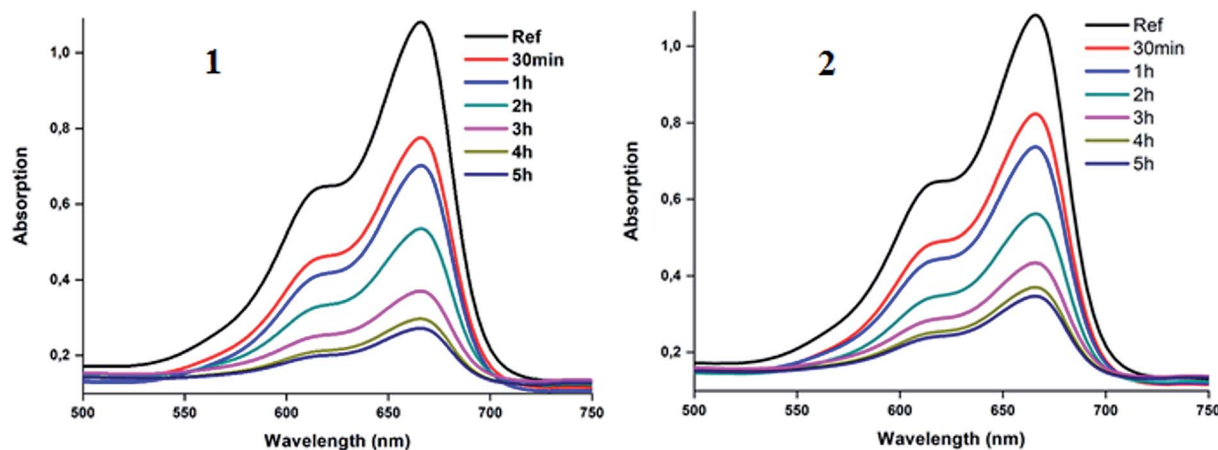 1
Ref
30min
1h
2h
3h
4h
5h
1,0
0,8
0,6
0,4
0,2
Absorption
500
550
600
650
700
750
Wavelength (nm)
2
Ref
30min
1h
2h
3h
4h
5h
1,0
0,8
0,6
0,4
0,2
Absorption
500
550
600
650
700
750
Wavelength (nm)